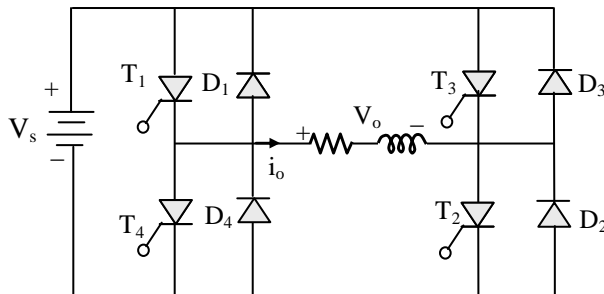 T₁
D₁
T₃
D₃
+
Vₛ
−
+
Vₒ
−
iₒ
T₄
D₄
T₂
D₂